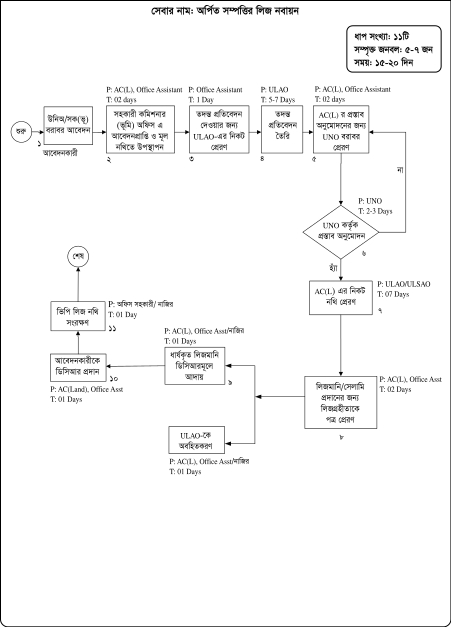 সেবার নাম: অর্পিত সম্পত্তির লিজ নবায়ন
ধাপ সংখ্যা: ১১টি
সম্পৃক্ত জনবল: ৫-৭ জন
সময়: ১৫-২০ দিন
শুরু
উনিঅ/সক(ভূ)
বরাবর আবেদন
১
আবেদনকারী
P: AC(L), Office Assistant
T: 02 days
সহকারী কমিশনার
(ভূমি) অফিস এ
আবেদনপ্রাপ্তি ও মূল
নথিতে উপস্থাপন
২
P: Office Assistant
T: 1 Day
তদন্ত প্রতিবেদন
দেওয়ার জন্য
ULAO-এর নিকট
প্রেরণ
৩
P: ULAO
T: 5-7 Days
তদন্ত
প্রতিবেদন
তৈরি
৪
P: AC(L), Office Assistant
T: 02 days
AC(L) র প্রস্তাব
অনুমোদনের জন্য
UNO বরাবর
প্রেরণ
৫
না
P: UNO
T: 2-3 Days
UNO কর্তৃক
প্রস্তাব অনুমোদন
৬
হ্যাঁ
P: ULAO/ULSAO
T: 07 Days
AC(L) এর নিকট
নথি প্রেরণ
৭
P: AC(L), Office Asst
T: 02 Days
লিজমানি/সেলামি
প্রদানের জন্য
লিজগ্রহীতাকে
পত্র প্রেরণ
৮
P: AC(L), Office Asst/নাজির
T: 01 Days
ধার্যকৃত লিজমানি
ডিসিআরমূলে
আদায়
৯
ULAO-কে
অবহিতকরণ
P: AC(L), Office Asst/নাজির
T: 01 Days
আবেদনকারীকে
ডিসিআর প্রদান
১০
P: AC(Land), Office Asst
T: 01 Days
P: অফিস সহকারী/ নাজির
T: 01 Day
ভিপি লিজ নথি
সংরক্ষণ
১১
শেষ